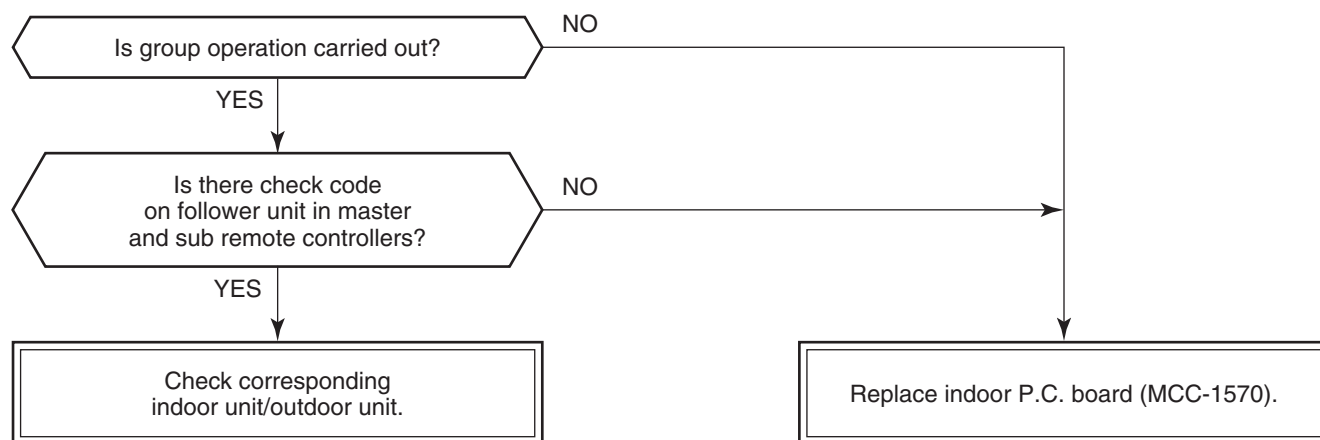 Is group operation carried out?
NO
YES
Is there check code
on follower unit in master
and sub remote controllers?
NO
YES
Check corresponding
indoor unit/outdoor unit.
Replace indoor P.C. board (MCC-1570).